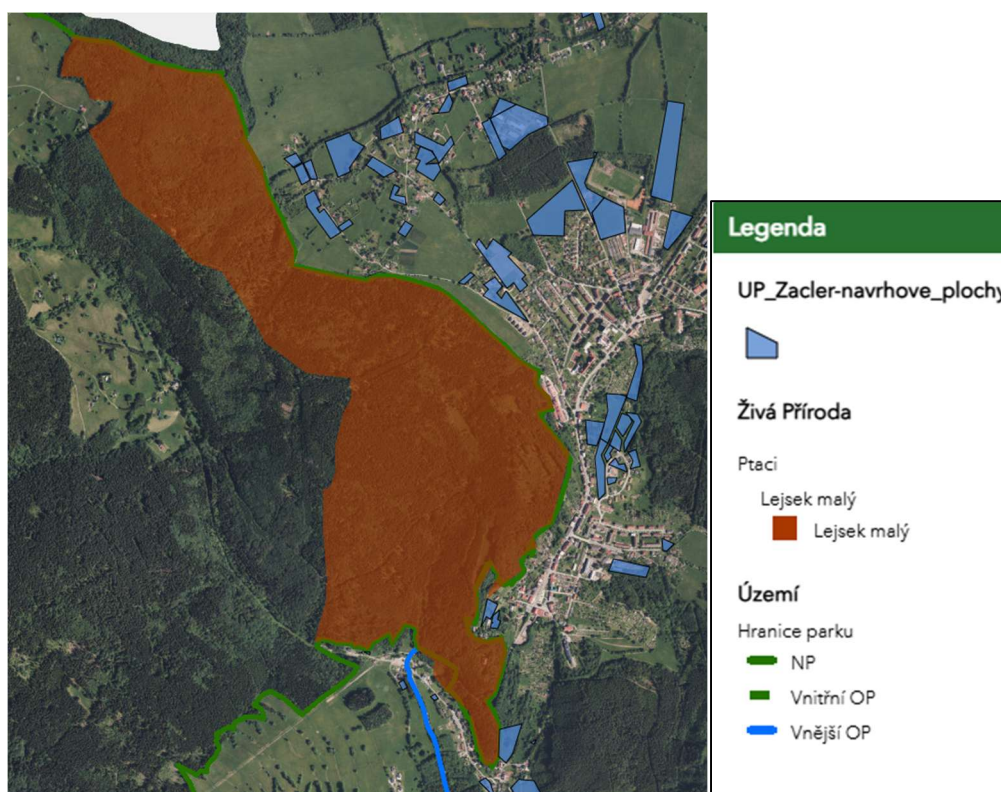 Legenda
UP_Zacler-navrhove_plochy
Živá Příroda
Ptaci
Lejsek malý
Lejsek malý
Území
Hranice parku
NP
Vnitřní OP
Vnější OP